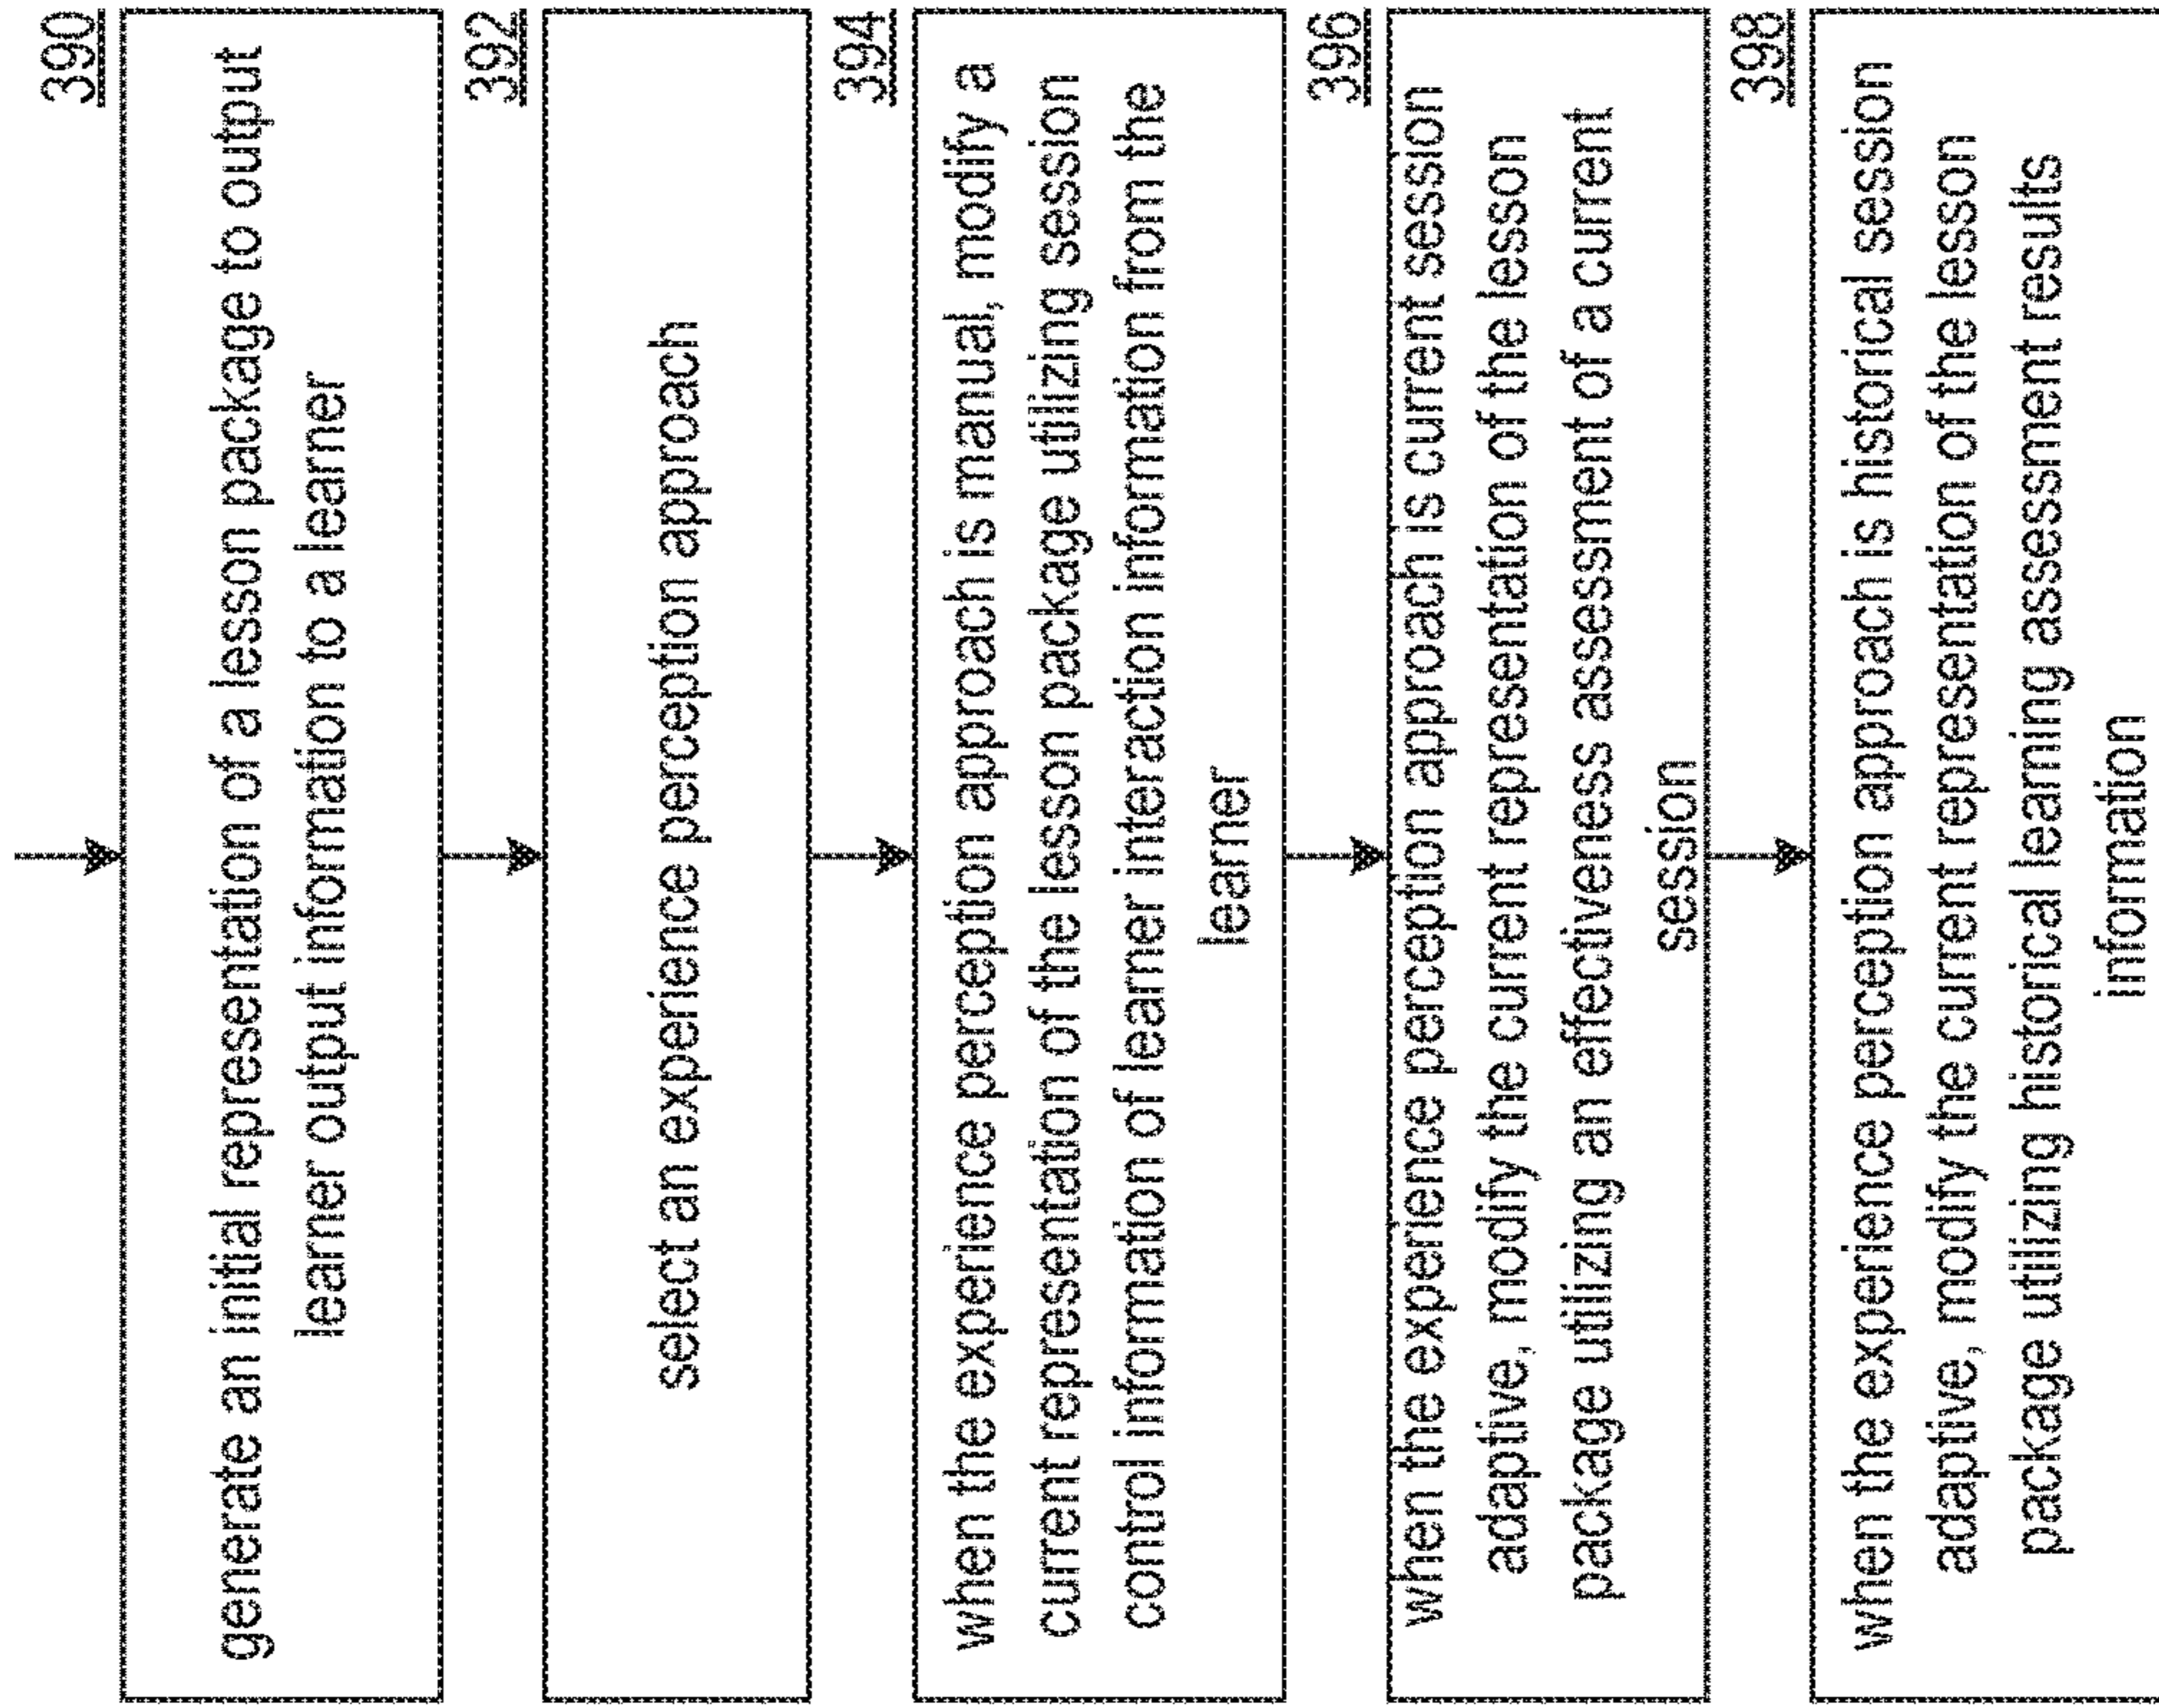 390
generate an initial representation of a lesson package to output
learner output information to a learner
392
select an experience perception approach
394
when the experience perception approach is manual, modify a
current representation of the lesson package utilizing session
control information of learner interaction information from the
learner
396
when the experience perception approach is current session
adaptive, modify the current representation of the lesson
package utilizing an effectiveness assessment of a current
session
398
when the experience perception approach is historical session
adaptive, modify the current representation of the lesson
package utilizing historical learning assessment results
information